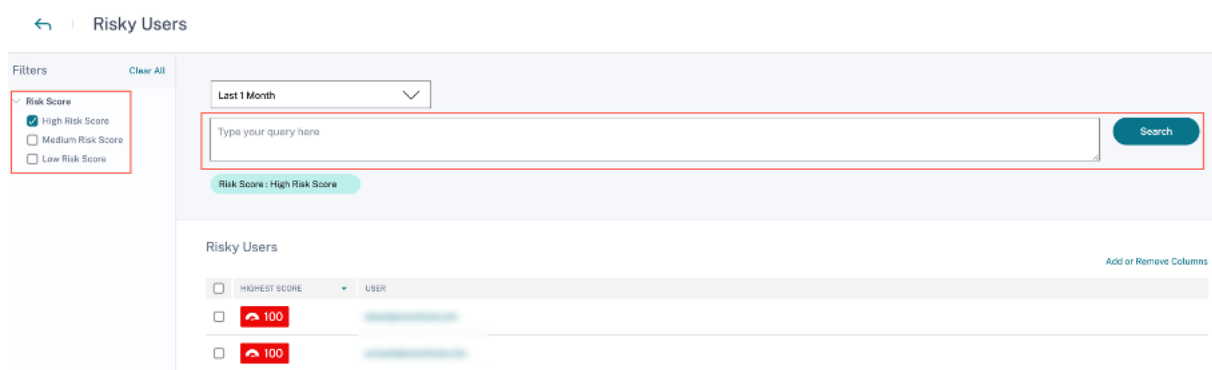 Risky Users
Filters Clear All
Risk Score
High Risk Score
Medium Risk Score
Low Risk Score
Last 1 Month
Type your query here
Search
Risk Score : High Risk Score
Risky Users
Add or Remove Columns
HIGHEST SCORE USER
100
100